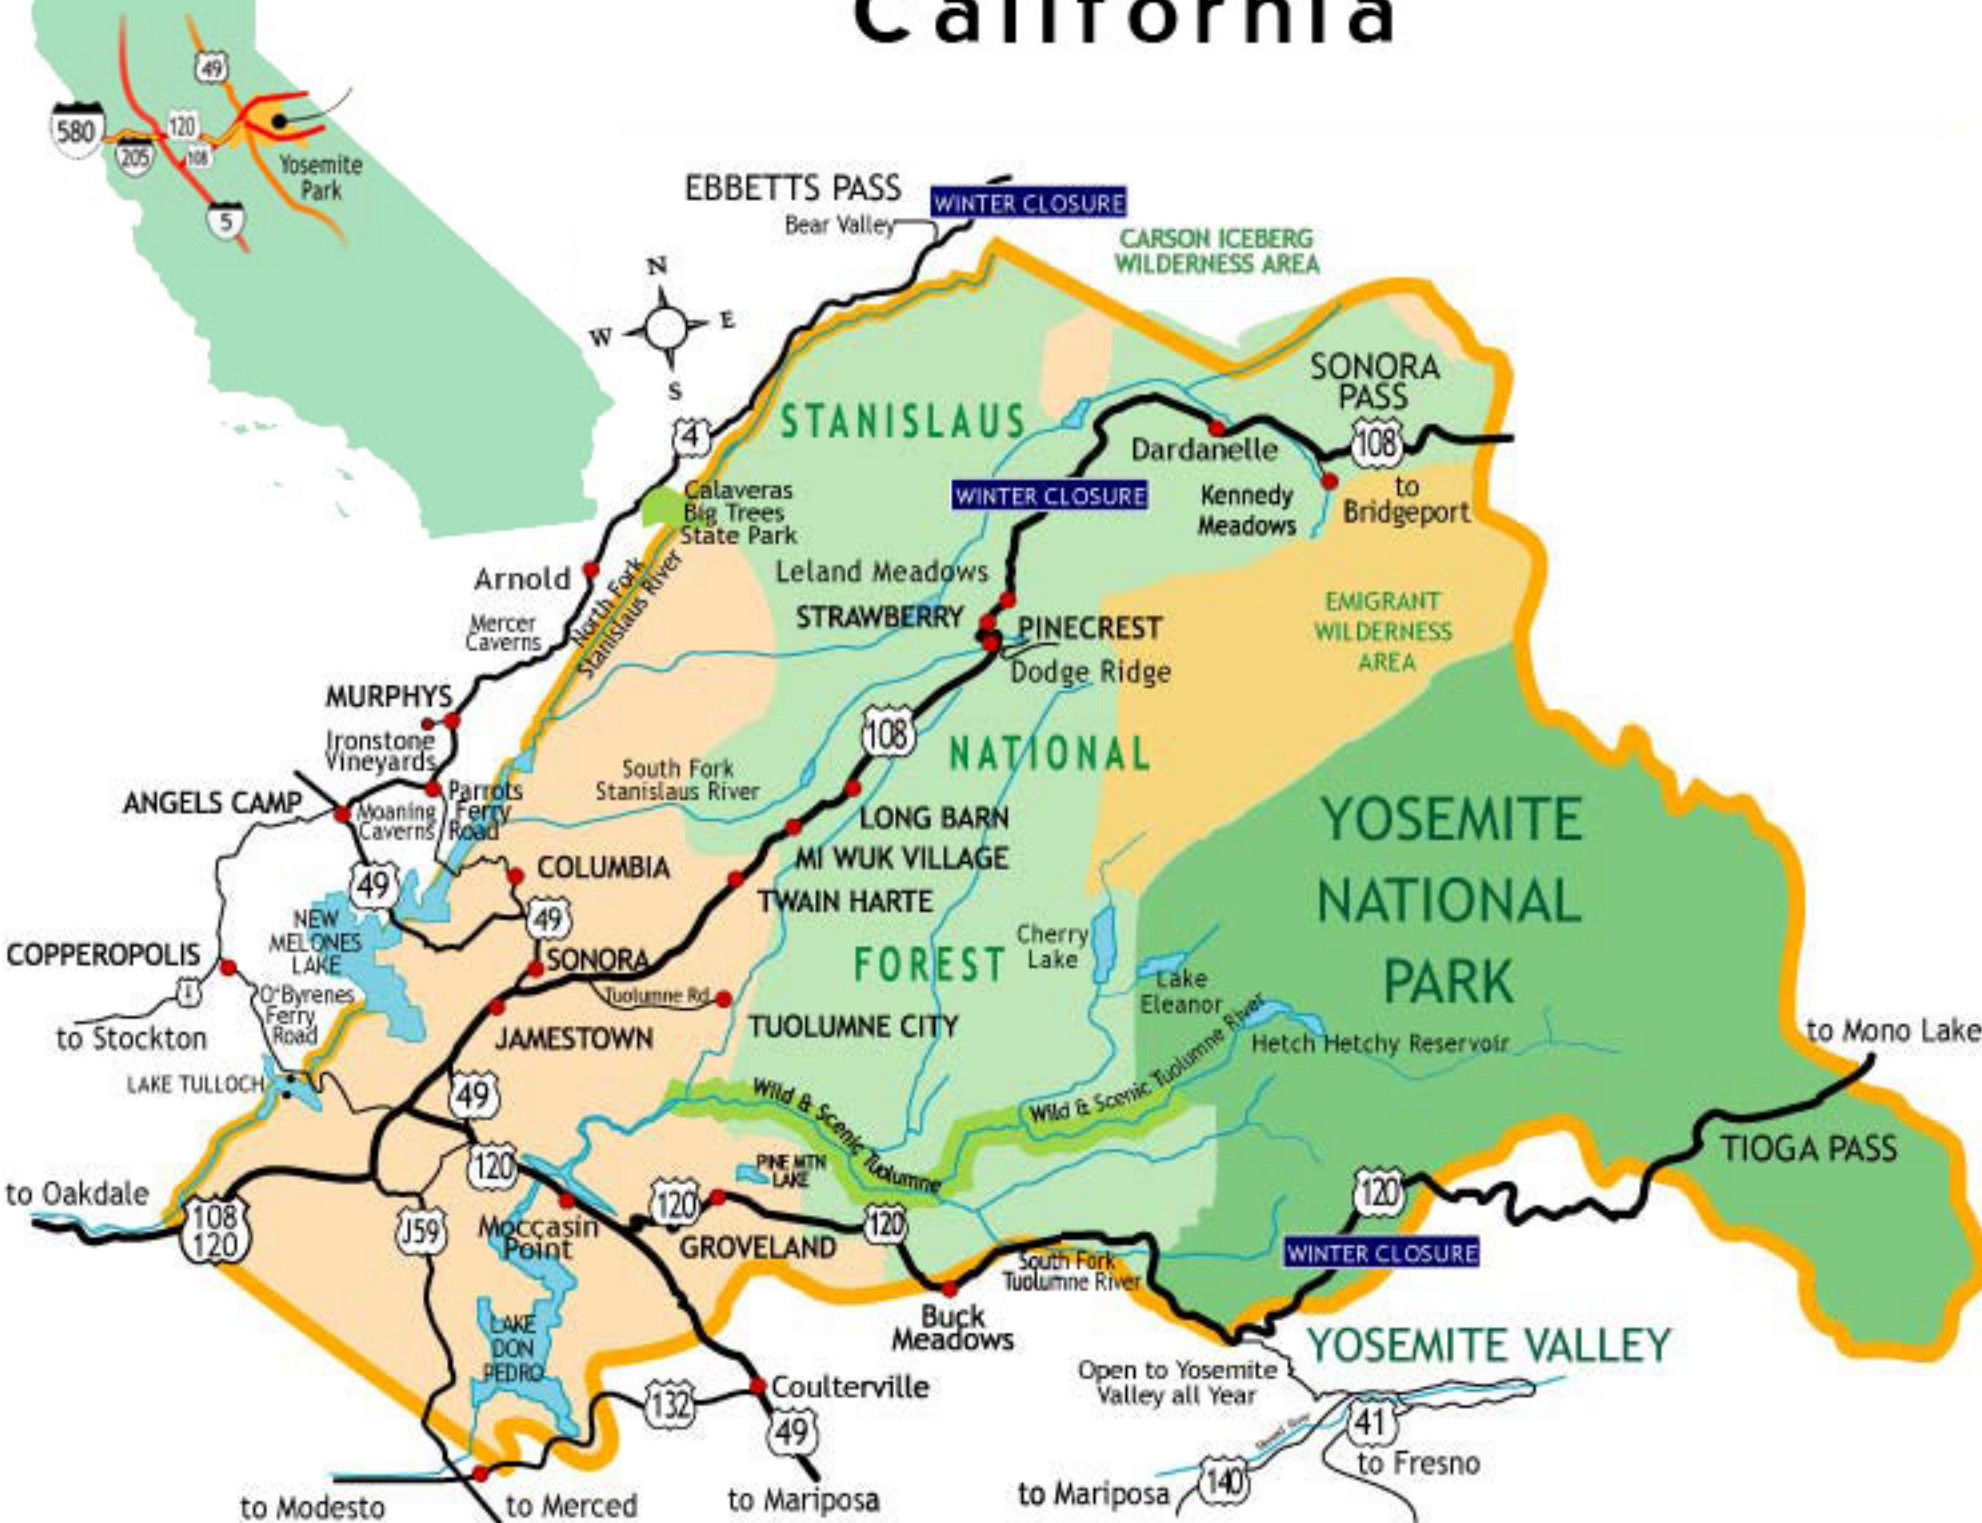 California
49
580
120
205
108
Yosemite
Park
5
EBBETTS PASS
WINTER CLOSURE
Bear Valley
CARSON ICEBERG
WILDERNESS AREA
N
W
E
S
SONORA
PASS
STANISLAUS
4
108
Dardanelle
to
Bridgeport
WINTER CLOSURE
Kennedy
Meadows
Calaveras
Big Trees
State Park
Arnold
Leland Meadows
North Fork
Stanislaus River
EMIGRANT
WILDERNESS
AREA
STRAWBERRY
PINECREST
Mercer
Caverns
Dodge Ridge
MURPHYS
108
Ironstone
Vineyards
NATIONAL
South Fork
Stanislaus River
ANGELS CAMP
Parrots
Ferry
Road
Moaning
Caverns
LONG BARN
YOSEMITE
NATIONAL
PARK
MI WUK VILLAGE
COLUMBIA
49
TWAIN HARTE
49
NEW
MELONES
LAKE
Cherry
Lake
COPPEROPOLIS
SONORA
FOREST
Lake
Eleanor
4
O'Byrenes
Ferry
Road
Tuolumne Rd
to Stockton
JAMESTOWN
TUOLUMNE CITY
Hetch Hetchy Reservoir
to Mono Lake
LAKE TULLOCH
49
Wild & Scenic Tuolumne
Wild & Scenic Tuolumne River
TIOGA PASS
120
PINE MTN
LAKE
to Oakdale
108
120
J59
Moccasin
Point
120
GROVELAND
120
120
WINTER CLOSURE
South Fork
Tuolumne River
Buck
Meadows
LAKE
DON
PEDRO
YOSEMITE VALLEY
Open to Yosemite
Valley all Year
Coulterville
132
49
41
to Fresno
140
to Modesto
to Merced
to Mariposa
to Mariposa